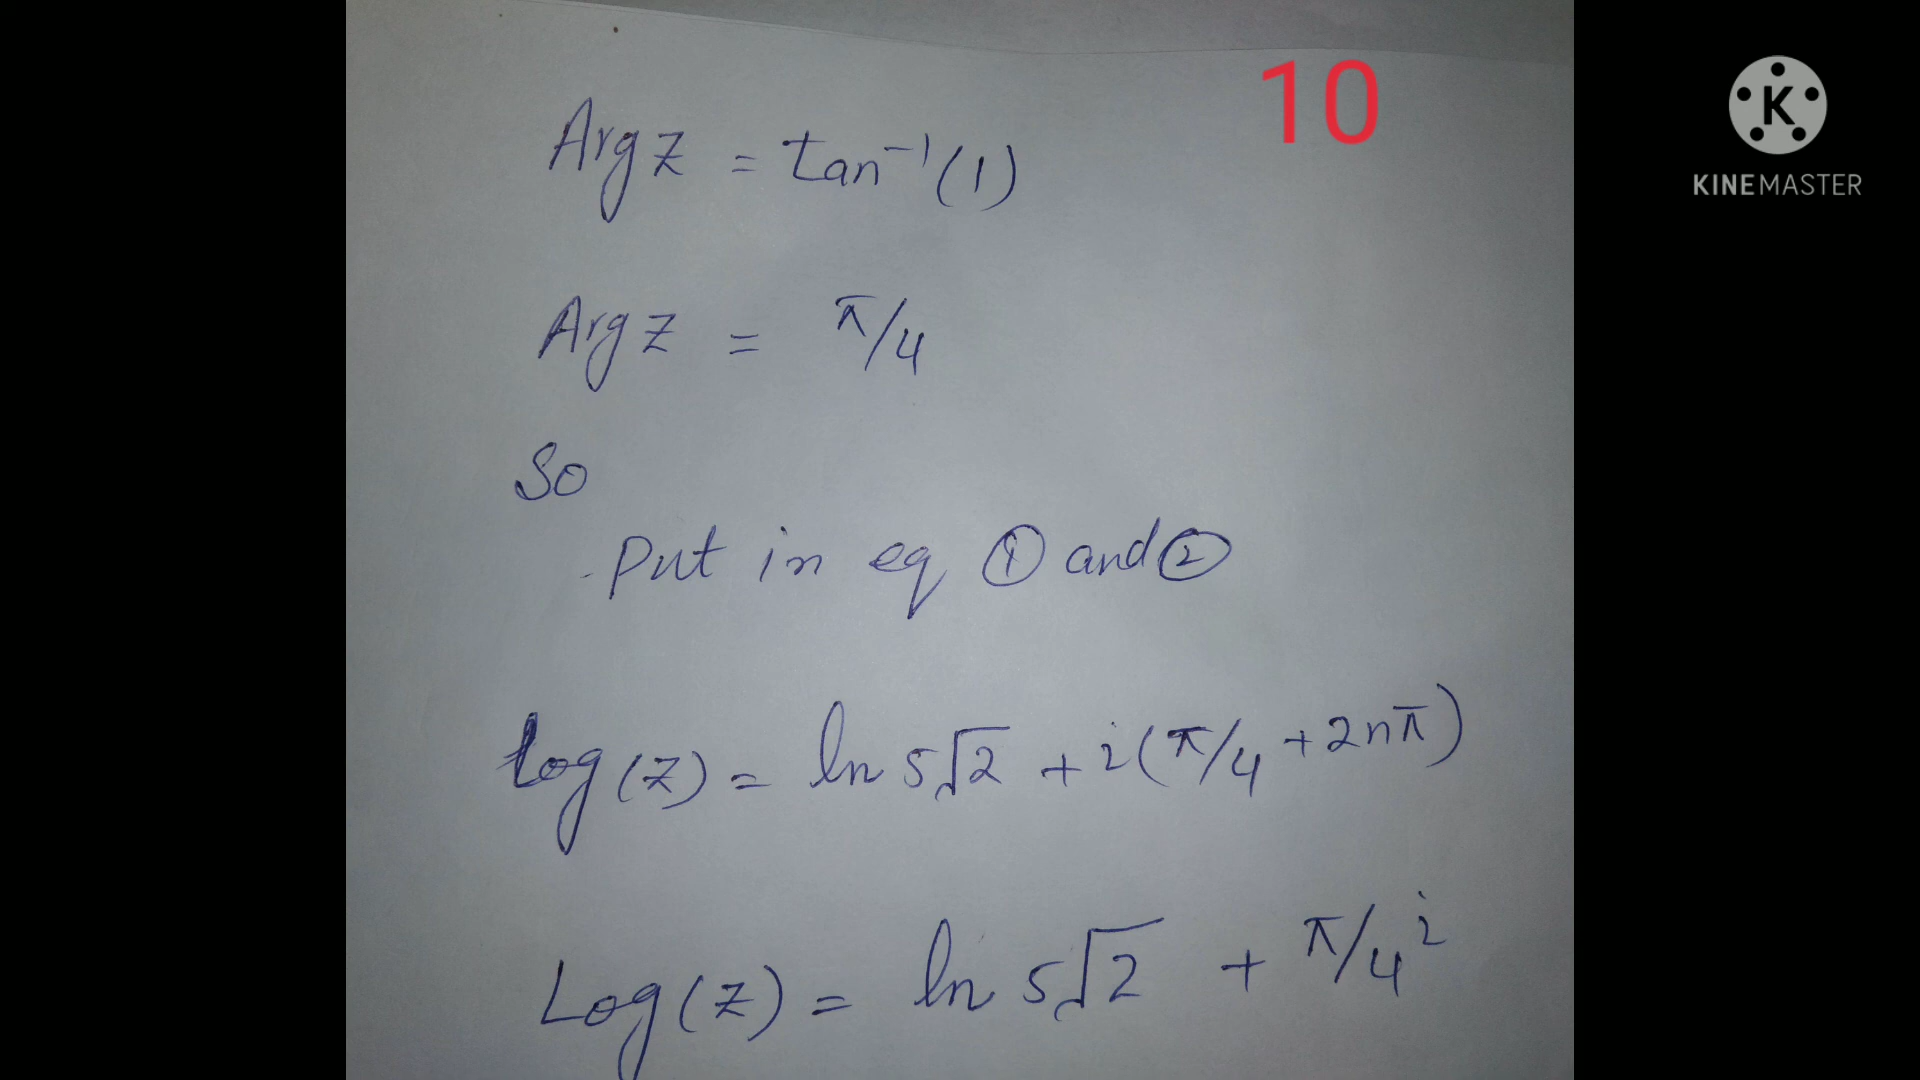 10
K
KINEMASTER
Arg z = tan⁻¹(1)
Arg z = π/4
So
Put in eq ① and ②
log(z) = ln 5√2 + i(π/4 + 2nπ)
Log(z) = ln 5√2 + π/4 i